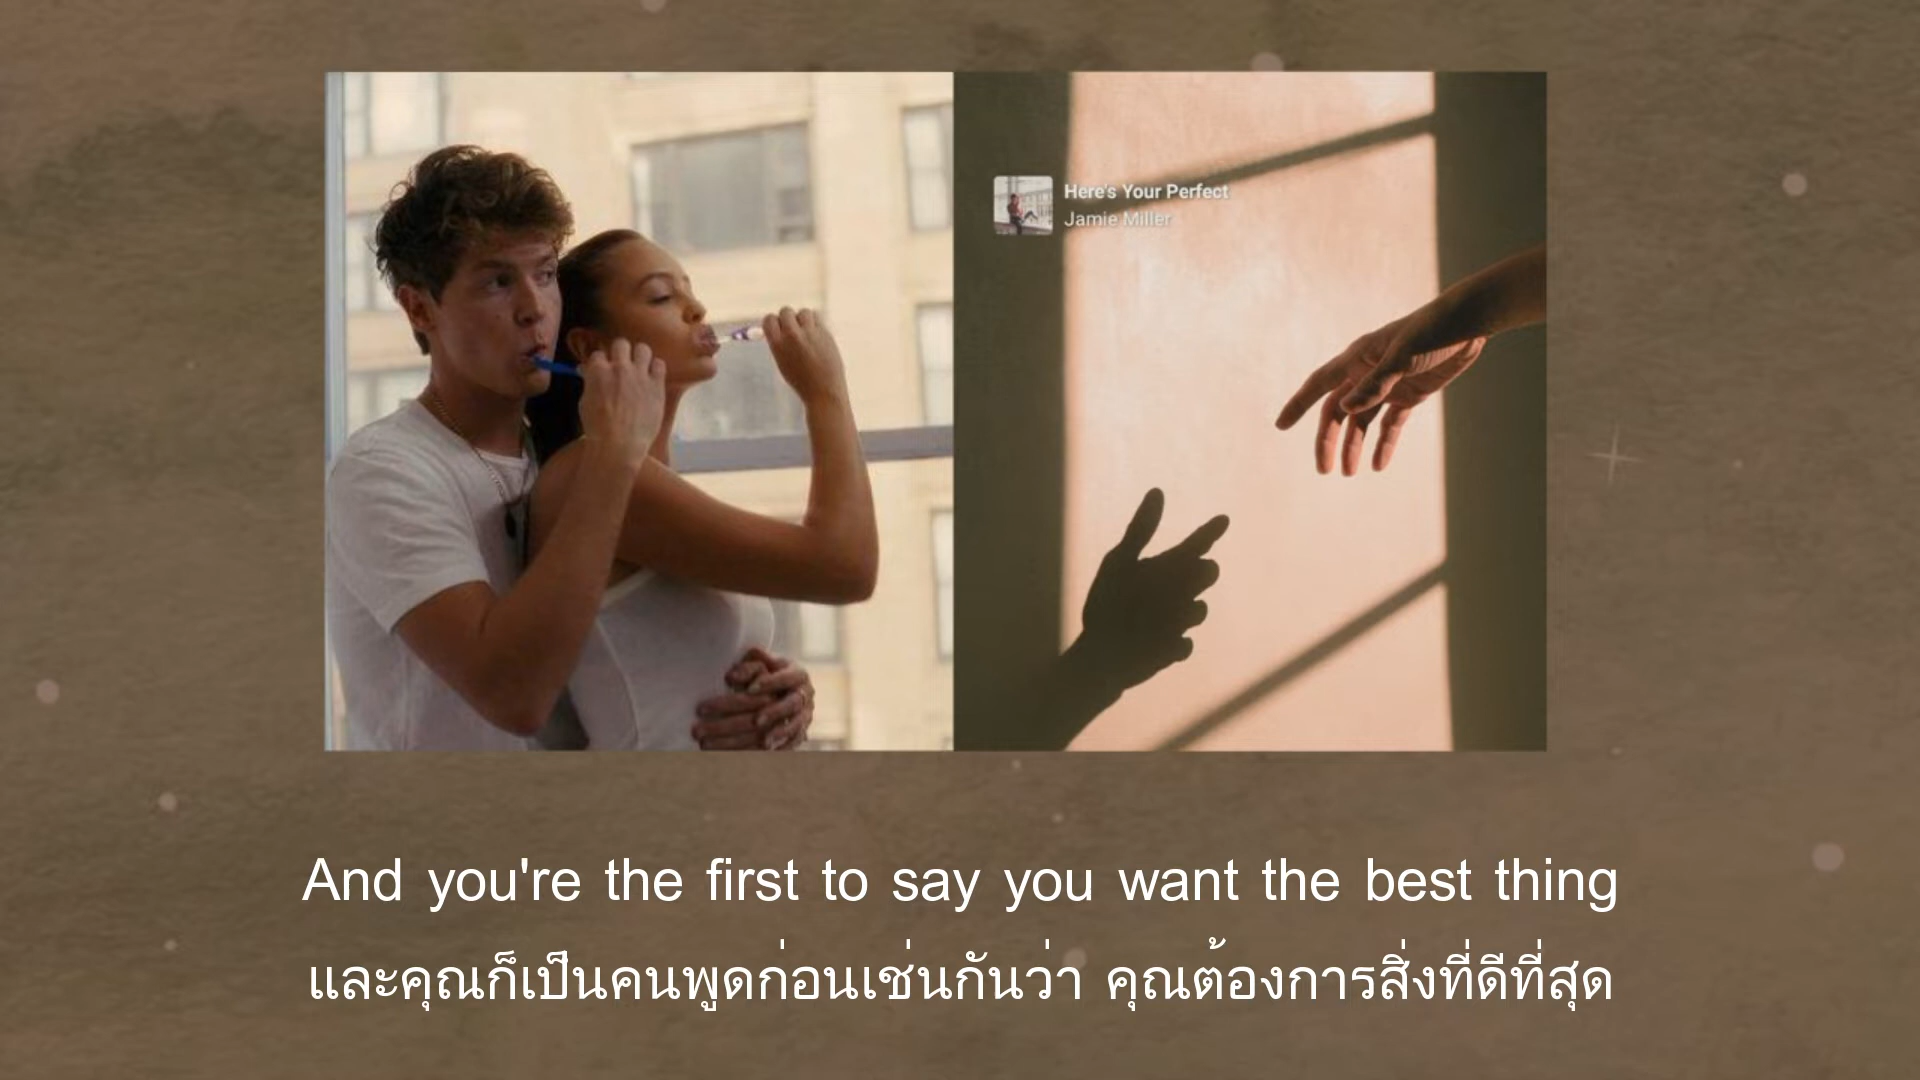 Here's Your Perfect
Jamie Miller
And you're the first to say you want the best thing
และคุณก็เป็นคนพูดก่อนเช่นกันว่า คุณต้องการสิ่งที่ดีที่สุด